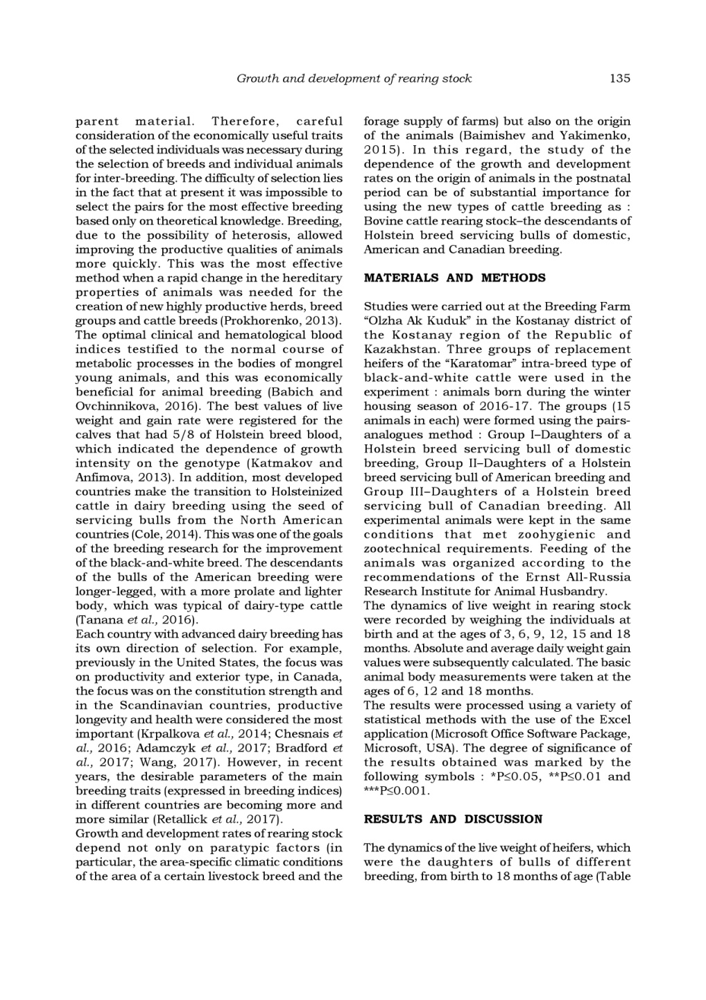 Growth and development of rearing stock 135
parent material. Therefore, careful
consideration of the economically useful traits
of the selected individuals was necessary during
the selection of breeds and individual animals
for inter-breeding. The difficulty of selection lies
in the fact that at present it was impossible to
select the pairs for the most effective breeding
based only on theoretical knowledge. Breeding,
due to the possibility of heterosis, allowed
improving the productive qualities of animals
more quickly. This was the most effective
method when a rapid change in the hereditary
properties of animals was needed for the
creation of new highly productive herds, breed
groups and cattle breeds (Prokhorenko, 2013).
The optimal clinical and hematological blood
indices testified to the normal course of
metabolic processes in the bodies of mongrel
young animals, and this was economically
beneficial for animal breeding (Babich and
Ovchinnikova, 2016). The best values of live
weight and gain rate were registered for the
calves that had 5/8 of Holstein breed blood,
which indicated the dependence of growth
intensity on the genotype (Katmakov and
Anfimova, 2013). In addition, most developed
countries make the transition to Holsteinized
cattle in dairy breeding using the seed of
servicing bulls from the North American
countries (Cole, 2014). This was one of the goals
of the breeding research for the improvement
of the black-and-white breed. The descendants
of the bulls of the American breeding were
longer-legged, with a more prolate and lighter
body, which was typical of dairy-type cattle
(Tanana et al., 2016).
Each country with advanced dairy breeding has
its own direction of selection. For example,
previously in the United States, the focus was
on productivity and exterior type, in Canada,
the focus was on the constitution strength and
in the Scandinavian countries, productive
longevity and health were considered the most
important (Krpalkova et al., 2014; Chesnais et
al., 2016; Adamczyk et al., 2017; Bradford et
al., 2017; Wang, 2017). However, in recent
years, the desirable parameters of the main
breeding traits (expressed in breeding indices)
in different countries are becoming more and
more similar (Retallick et al., 2017).
Growth and development rates of rearing stock
depend not only on paratypic factors (in
particular, the area-specific climatic conditions
of the area of a certain livestock breed and the
forage supply of farms) but also on the origin
of the animals (Baimishev and Yakimenko,
2015). In this regard, the study of the
dependence of the growth and development
rates on the origin of animals in the postnatal
period can be of substantial importance for
using the new types of cattle breeding as :
Bovine cattle rearing stock–the descendants of
Holstein breed servicing bulls of domestic,
American and Canadian breeding.
MATERIALS AND METHODS
Studies were carried out at the Breeding Farm
“Olzha Ak Kuduk” in the Kostanay district of
the Kostanay region of the Republic of
Kazakhstan. Three groups of replacement
heifers of the “Karatomar” intra-breed type of
black-and-white cattle were used in the
experiment : animals born during the winter
housing season of 2016-17. The groups (15
animals in each) were formed using the pairs-
analogues method : Group I–Daughters of a
Holstein breed servicing bull of domestic
breeding, Group II–Daughters of a Holstein
breed servicing bull of American breeding and
Group III–Daughters of a Holstein breed
servicing bull of Canadian breeding. All
experimental animals were kept in the same
conditions that met zoohygienic and
zootechnical requirements. Feeding of the
animals was organized according to the
recommendations of the Ernst All-Russia
Research Institute for Animal Husbandry.
The dynamics of live weight in rearing stock
were recorded by weighing the individuals at
birth and at the ages of 3, 6, 9, 12, 15 and 18
months. Absolute and average daily weight gain
values were subsequently calculated. The basic
animal body measurements were taken at the
ages of 6, 12 and 18 months.
The results were processed using a variety of
statistical methods with the use of the Excel
application (Microsoft Office Software Package,
Microsoft, USA). The degree of significance of
the results obtained was marked by the
following symbols : *P≤0.05, **P≤0.01 and
***P≤0.001.
RESULTS AND DISCUSSION
The dynamics of the live weight of heifers, which
were the daughters of bulls of different
breeding, from birth to 18 months of age (Table